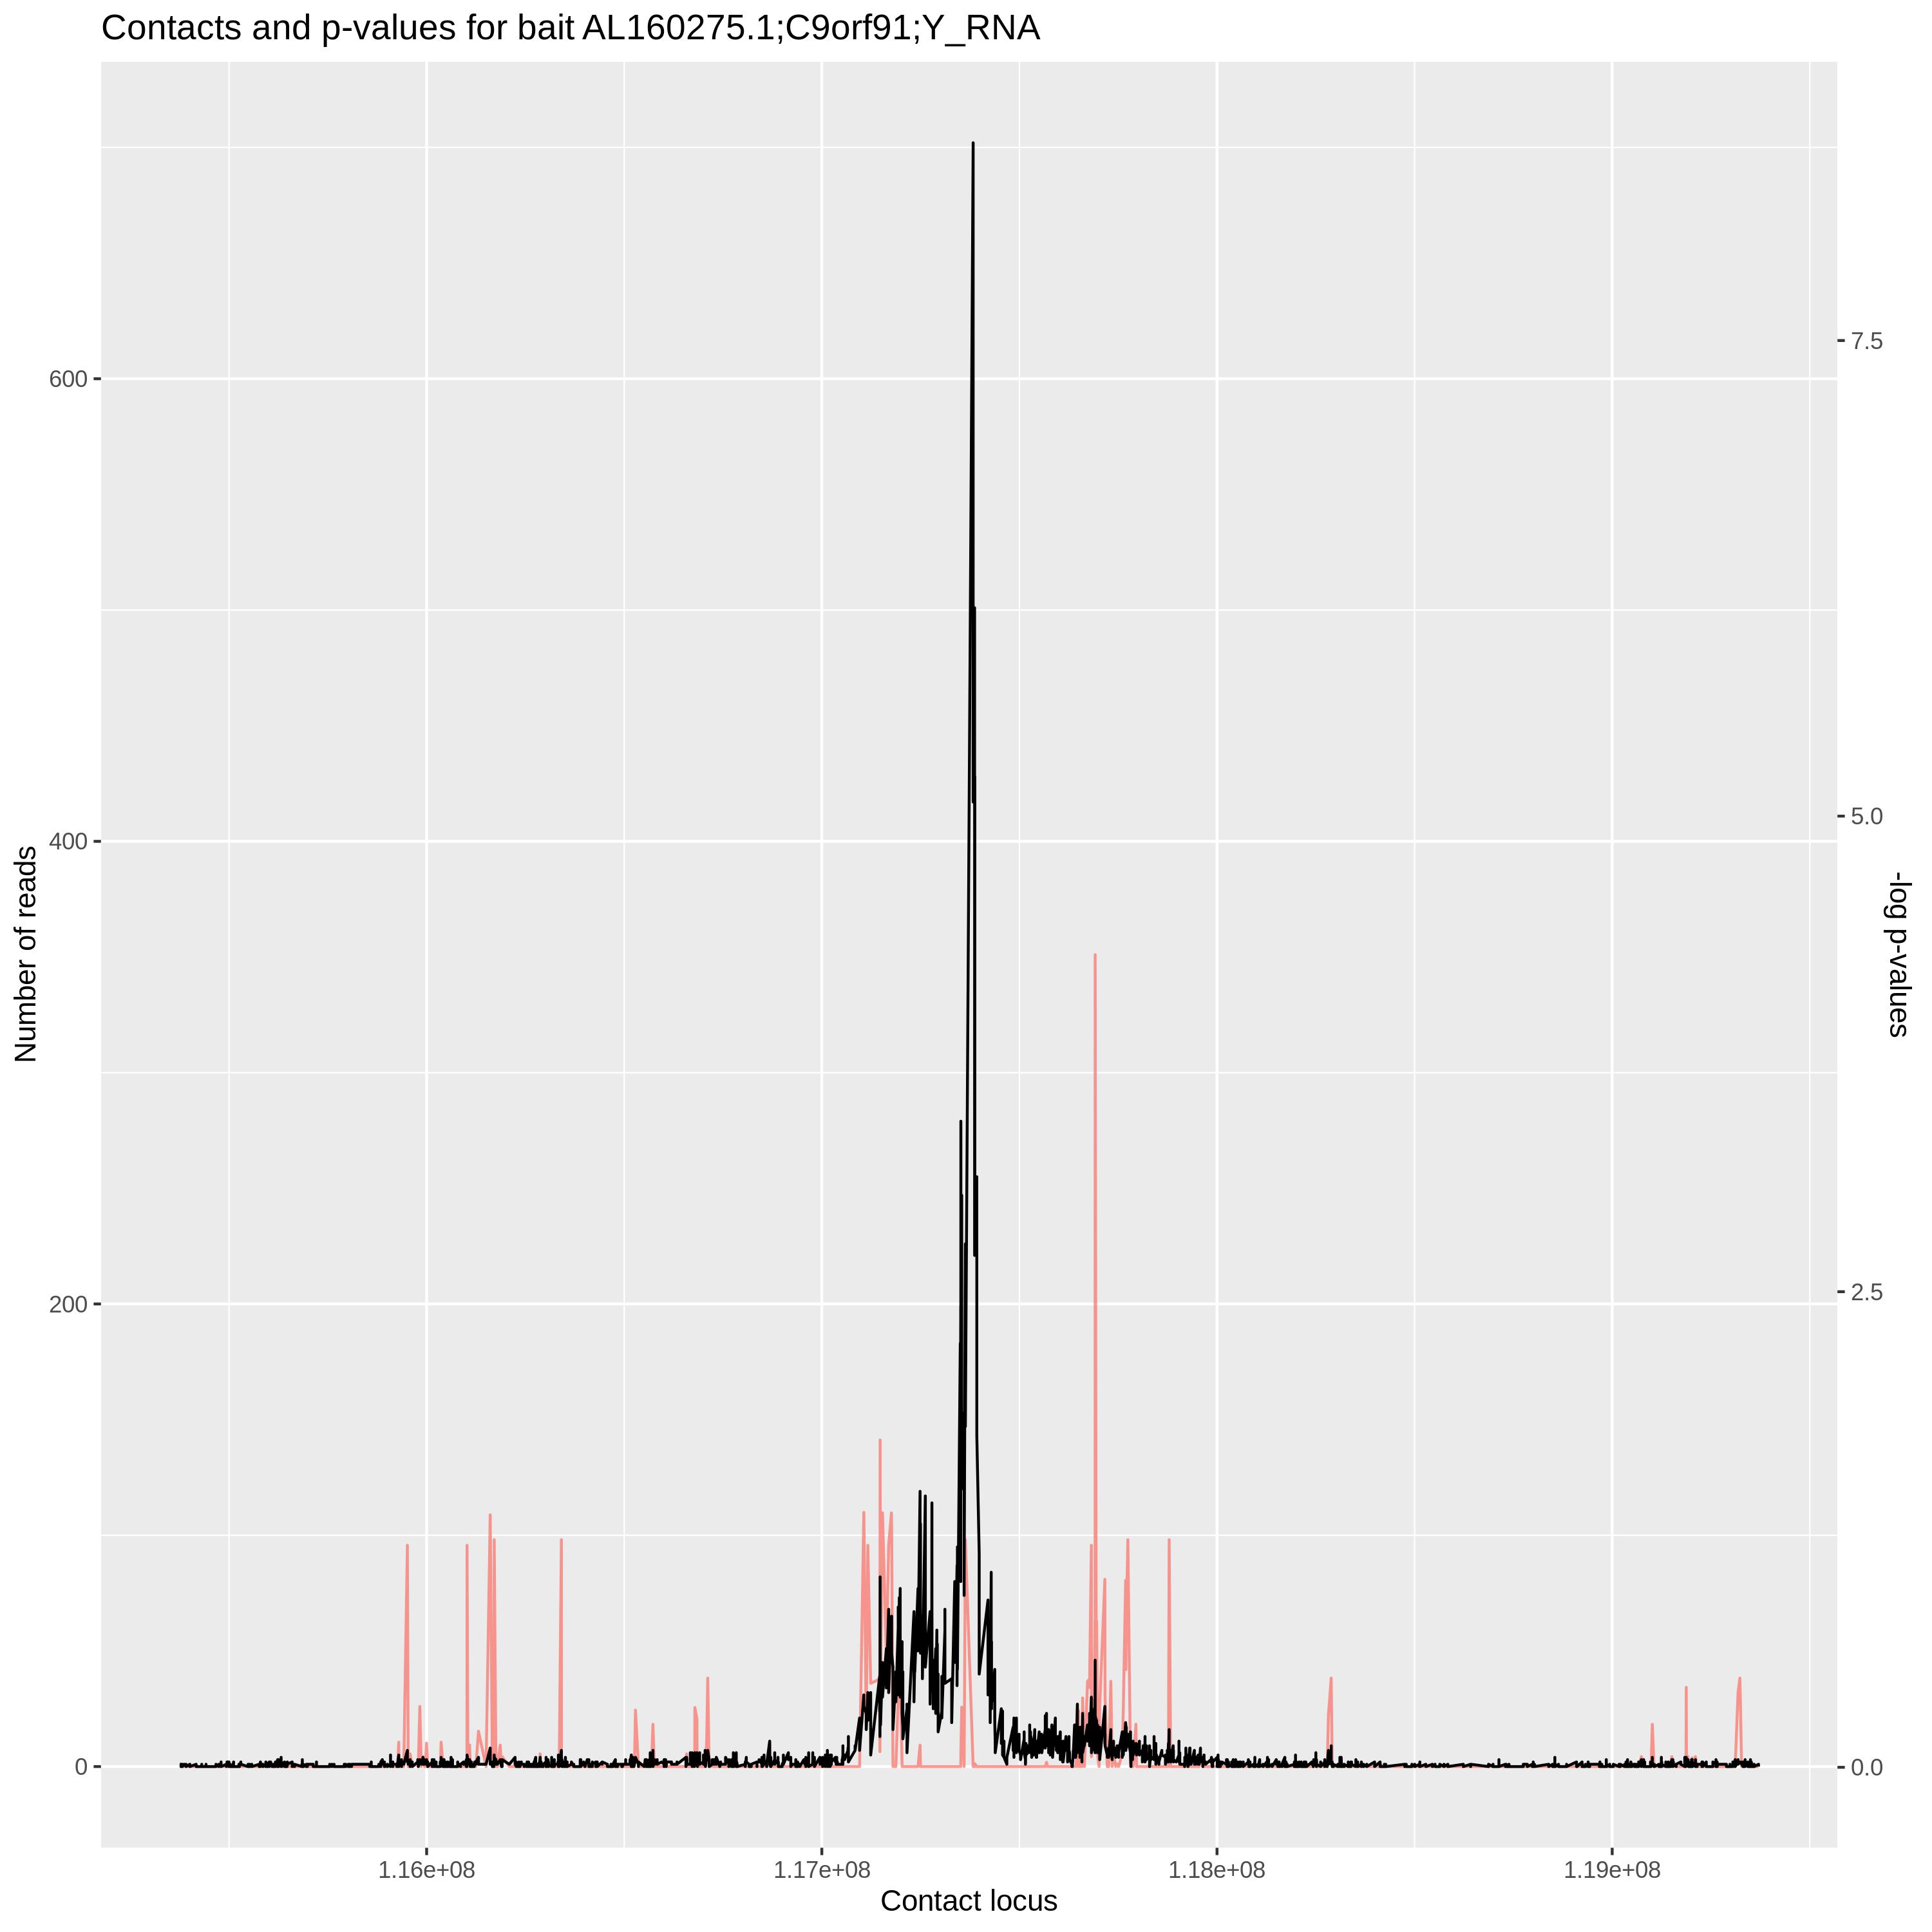 Contacts and p-values for bait AL160275.1;C9orf91;Y_RNA
Number of reads
600
400
200
0
7.5
5.0
2.5
0.0
-log p-values
1.16e+08
1.17e+08
1.18e+08
1.19e+08
Contact locus